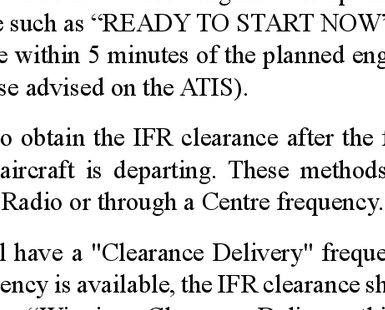 e such as “READY TO START NOW”
e within 5 minutes of the planned eng
se advised on the ATIS).
o obtain the IFR clearance after the f
aircraft is departing. These methods
Radio or through a Centre frequency.
l have a "Clearance Delivery" freque
ency is available, the IFR clearance sh